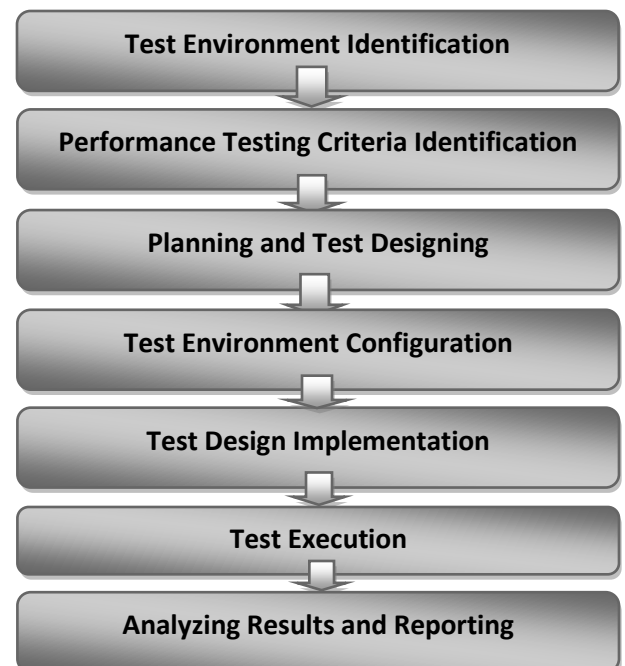 Test Environment Identification
Performance Testing Criteria Identification
Planning and Test Designing
Test Environment Configuration
Test Design Implementation
Test Execution
Analyzing Results and Reporting